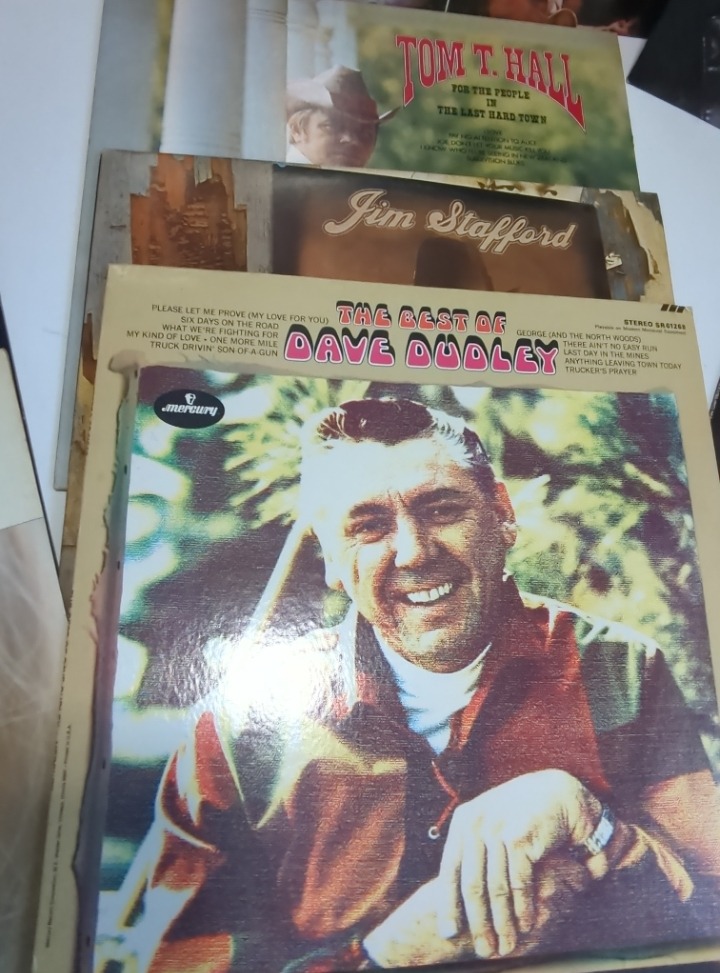 TOM T. HALL
FOR THE PEOPLE
IN
THE LAST HARD TOWN
Jim Stafford
PLEASE LET ME PROVE (MY LOVE FOR YOU)
SIX DAYS ON THE ROAD
WHAT WE'RE FIGHTING FOR
MY KIND OF LOVE • ONE MORE MILE
TRUCK DRIVIN' SON-OF-A-GUN
THE BEST OF
DAVE DUDLEY
STEREO SR61268
GEORGE (AND THE NORTH WOODS)
THERE AIN'T NO EASY RUN
LAST DAY IN THE MINES
ANYTHING LEAVING TOWN TODAY
TRUCKER'S PRAYER
mercury